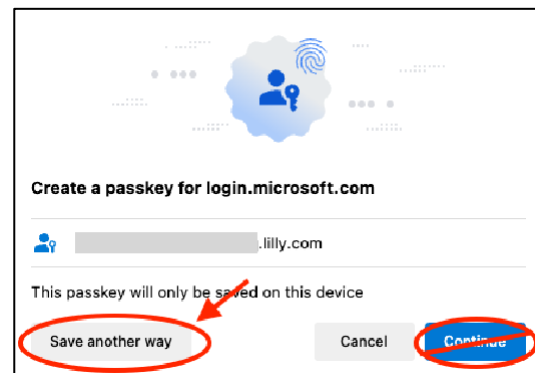 Create a passkey for login.microsoft.com
.lilly.com
This passkey will only be saved on this device
Save another way
Cancel
Continue